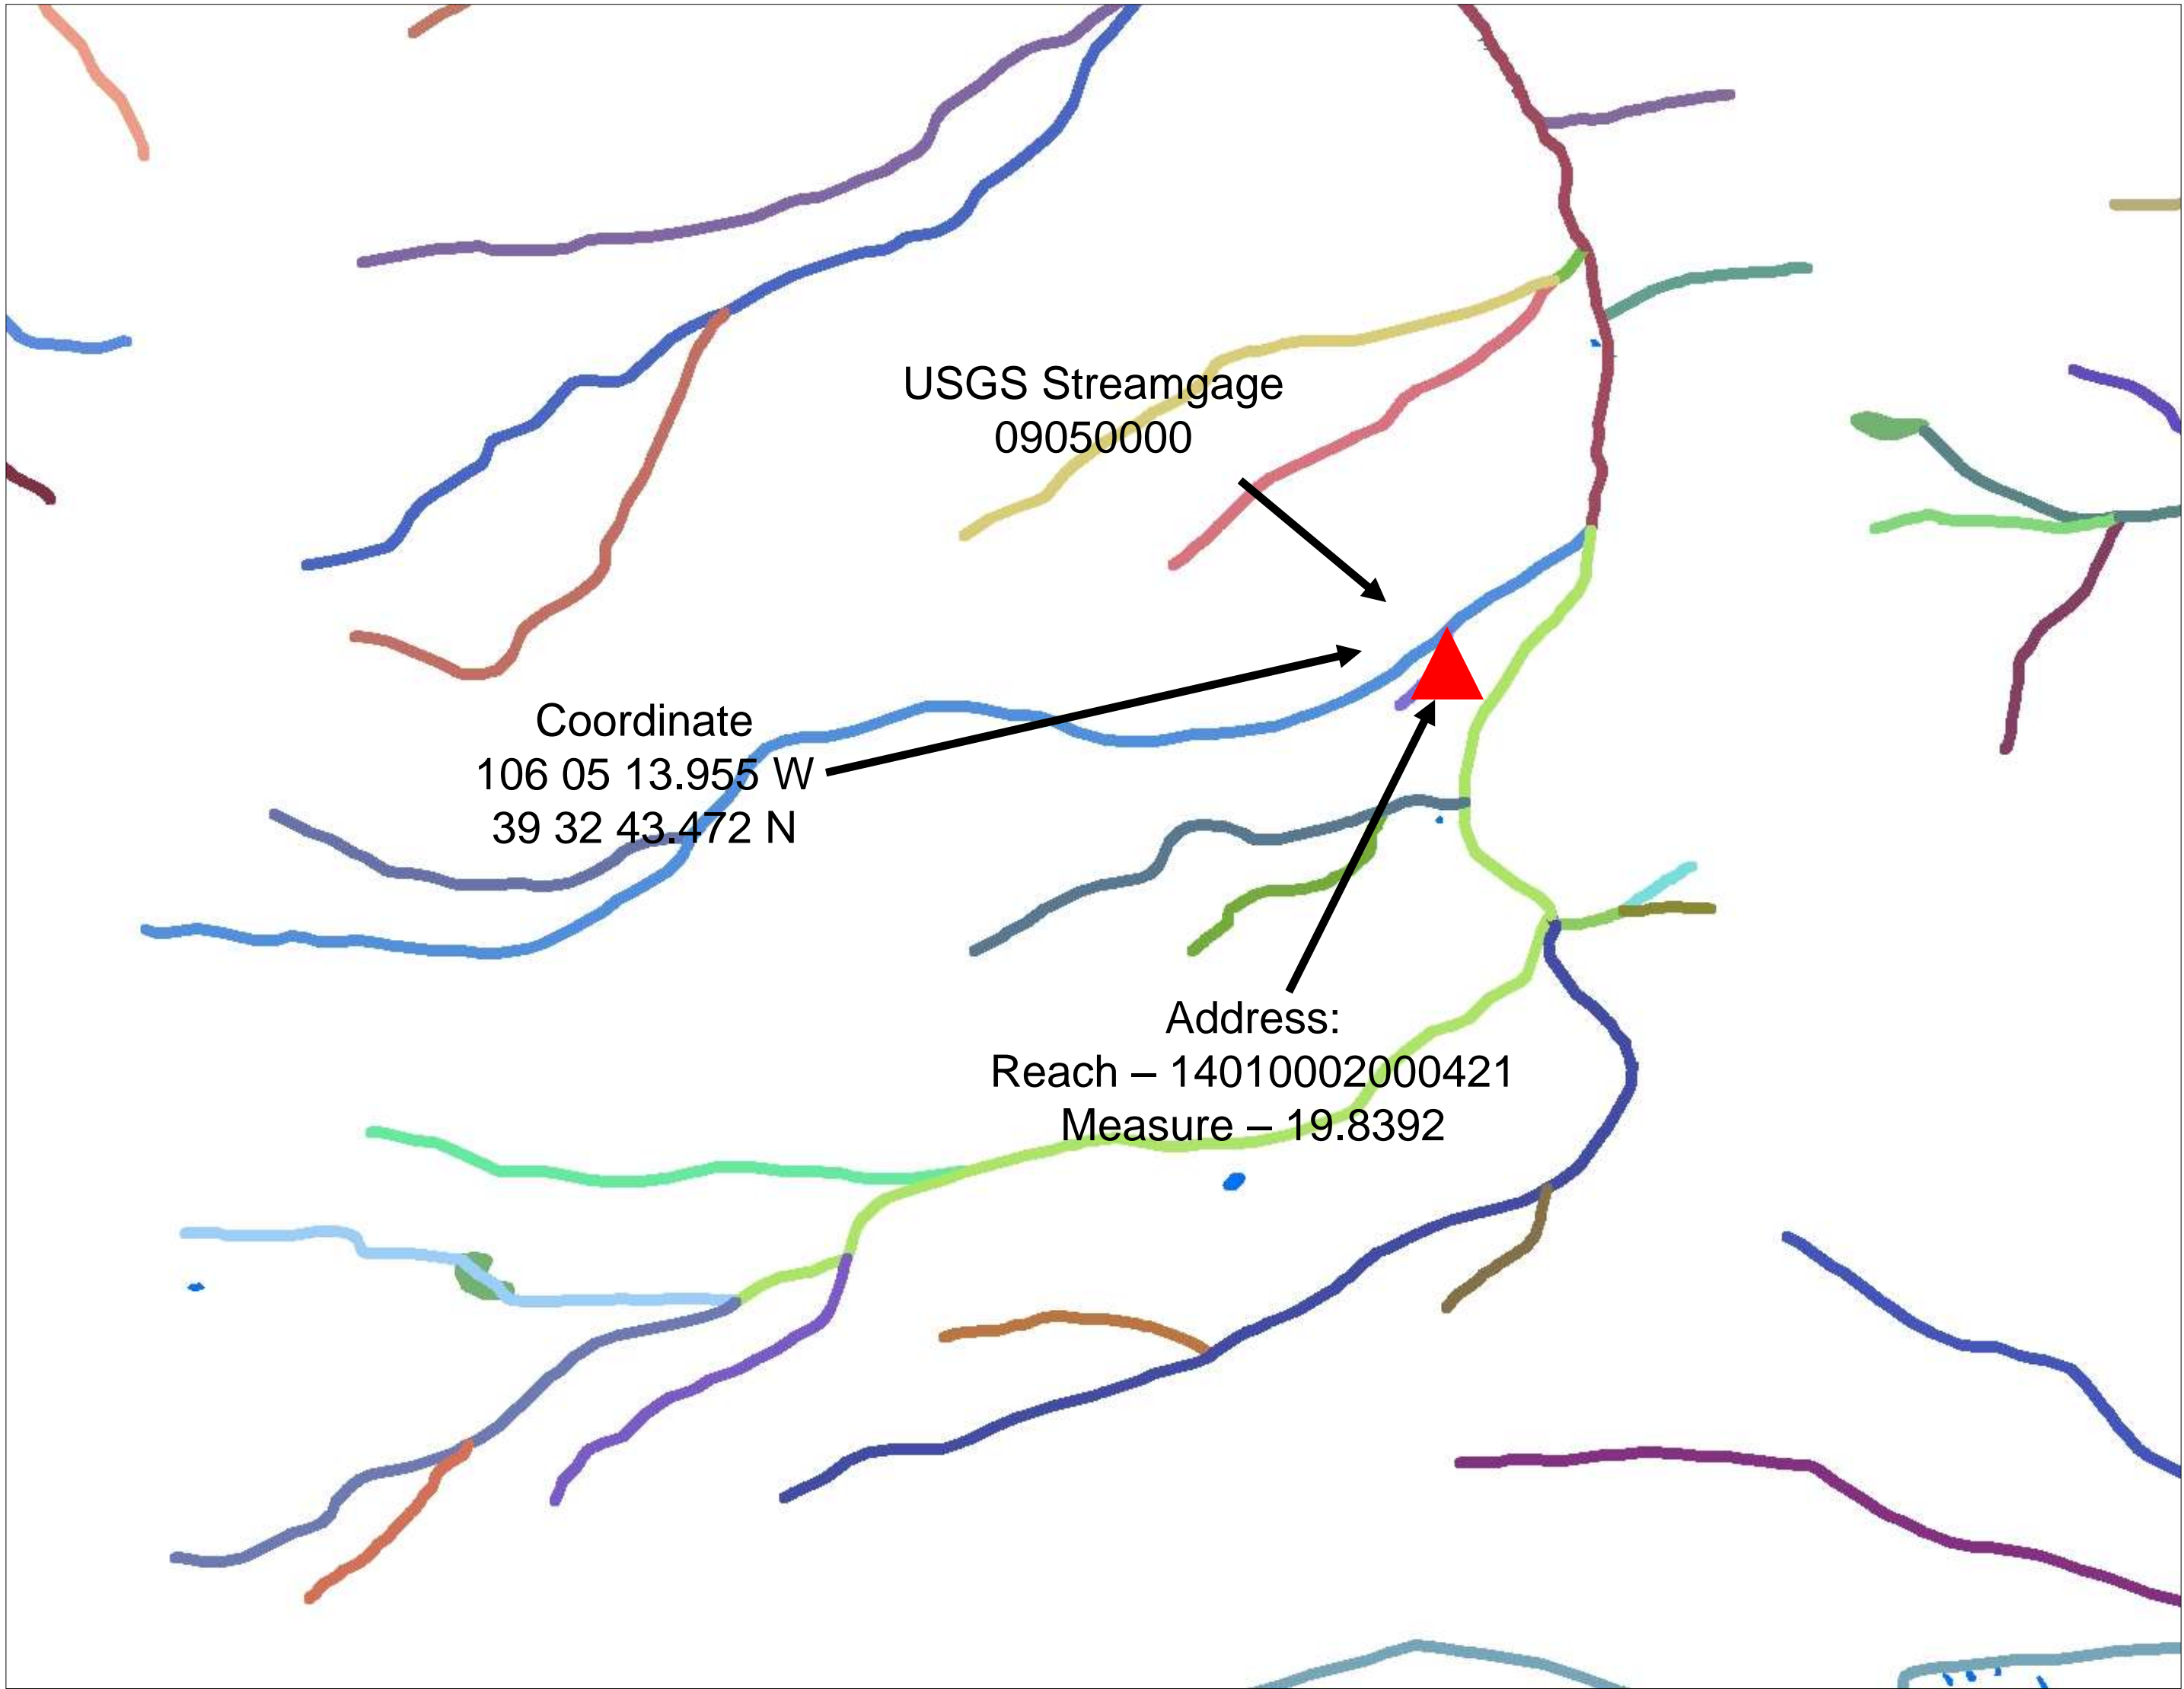 USGS Streamgage
09050000
Coordinate
106 05 13.955 W
39 32 43.472 N
Address:
Reach – 14010002000421
Measure – 19.8392